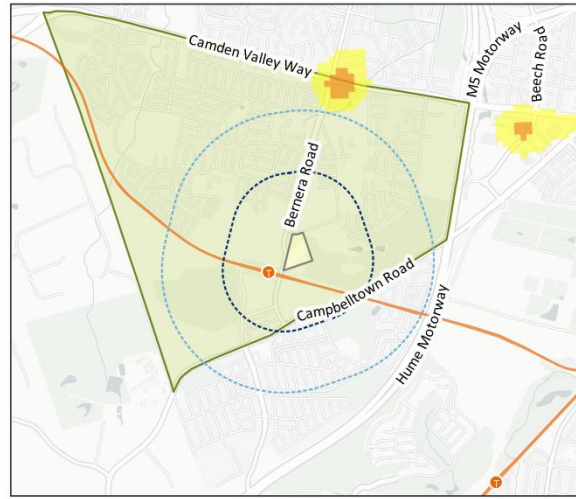 Camden Valley Way
M5 Motorway
Beech Road
Bernera Road
T
Campbelltown Road
Hume Motorway
T